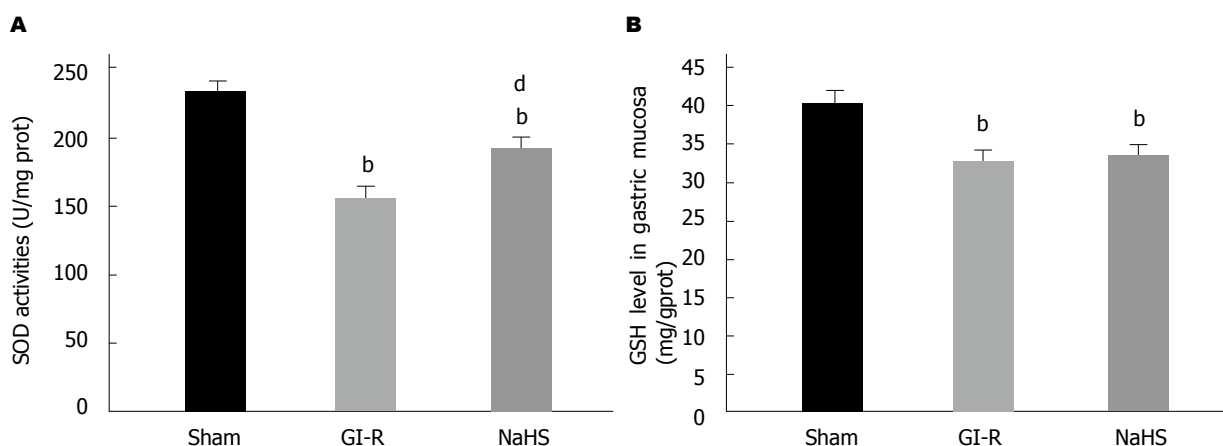 A
SOD activities (U/mg prot)
250
200
150
100
50
0
b
d
b
Sham GI-R NaHS
B
GSH level in gastric mucosa
(mg/gprot)
45
40
35
30
25
20
15
10
5
0
b
b
Sham GI-R NaHS